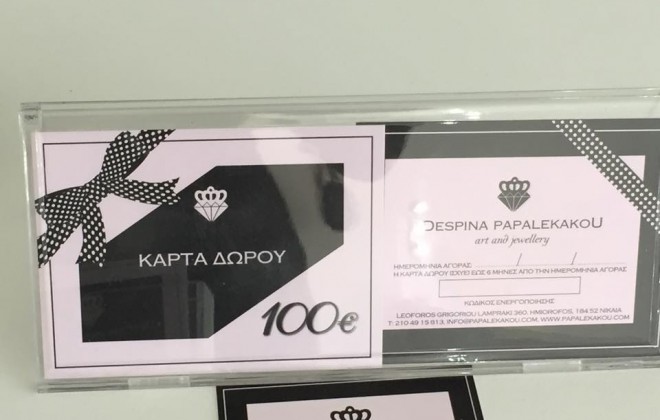 ΚΑΡΤΑ ΔΩΡΟΥ
100€
DESPINA PAPALEKAKOU
art and jewellery
ΗΜΕΡΟΜΗΝΙΑ ΑΓΟΡΑΣ: / /
Η ΚΑΡΤΑ ΔΩΡΟΥ ΙΣΧΥΕΙ ΕΩΣ 6 ΜΗΝΕΣ ΑΠΟ ΤΗΝ ΗΜΕΡΟΜΗΝΙΑ ΑΓΟΡΑΣ
ΚΩΔΙΚΟΣ ΕΝΕΡΓΟΠΟΙΗΣΗΣ
LEOFOROS GRIGORIOU LAMPRAKI 360, HMIOROFOS, 184 52 NIKAIA
T: 210 49 19 813, INFO@PAPALEKAKOU.COM, WWW.PAPALEKAKOU.COM